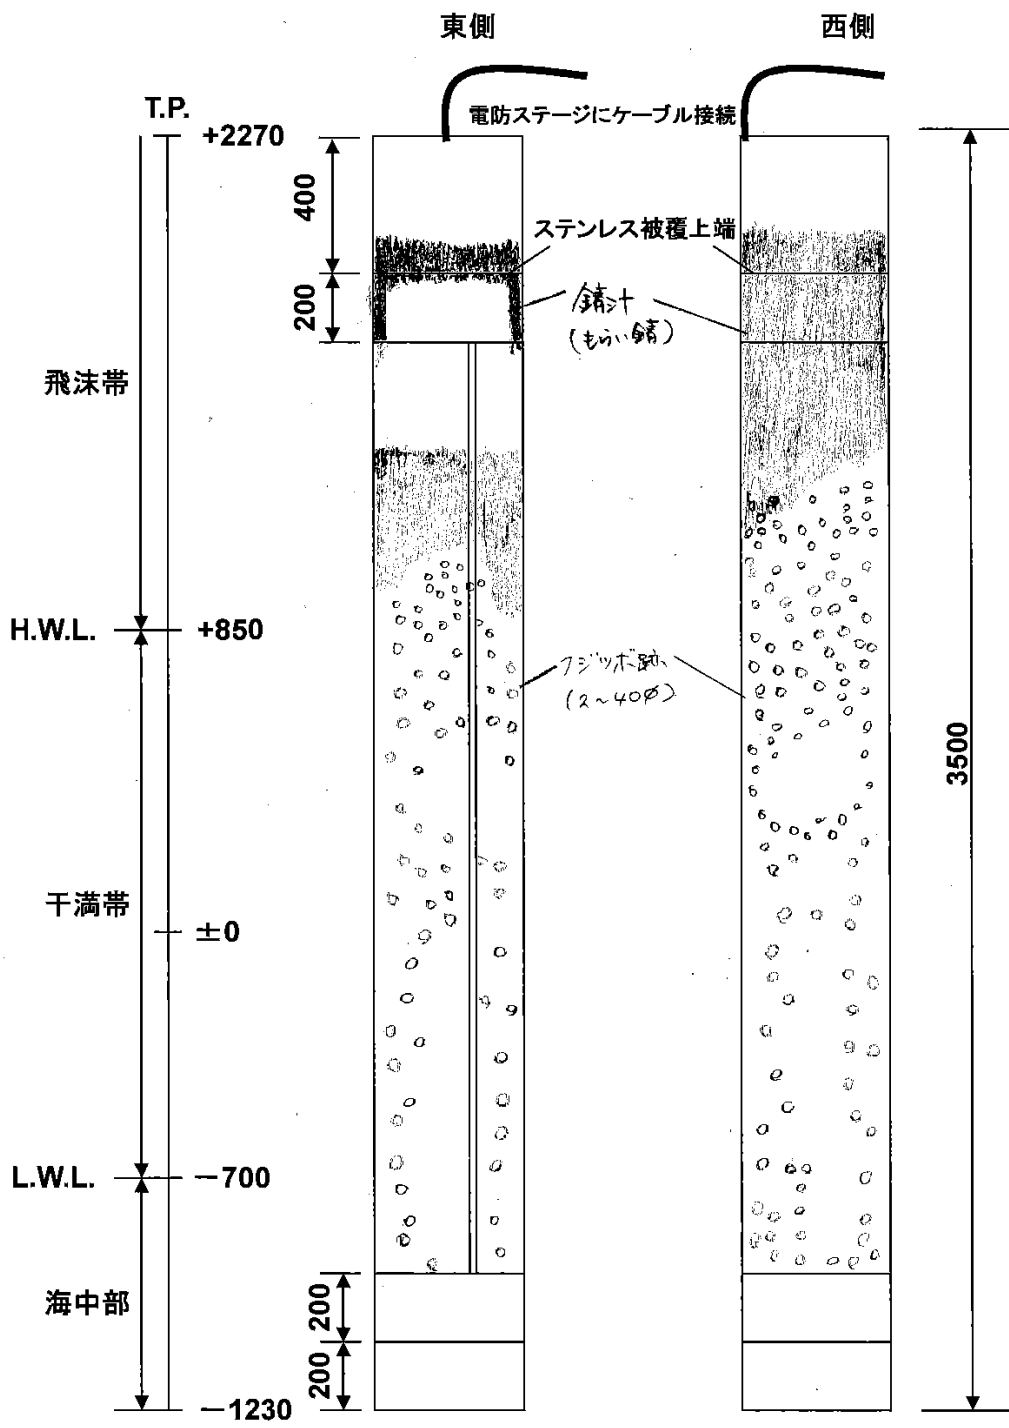 東側
西側
T.P.
電防ステージにケーブル接続
+2270
400
ステンレス被覆上端
200
錆汁
(もらい錆)
飛沫帯
H.W.L.
+850
フジツボ跡
(2~40φ)
3500
干満帯
±0
L.W.L.
-700
海中部
200
200
-1230